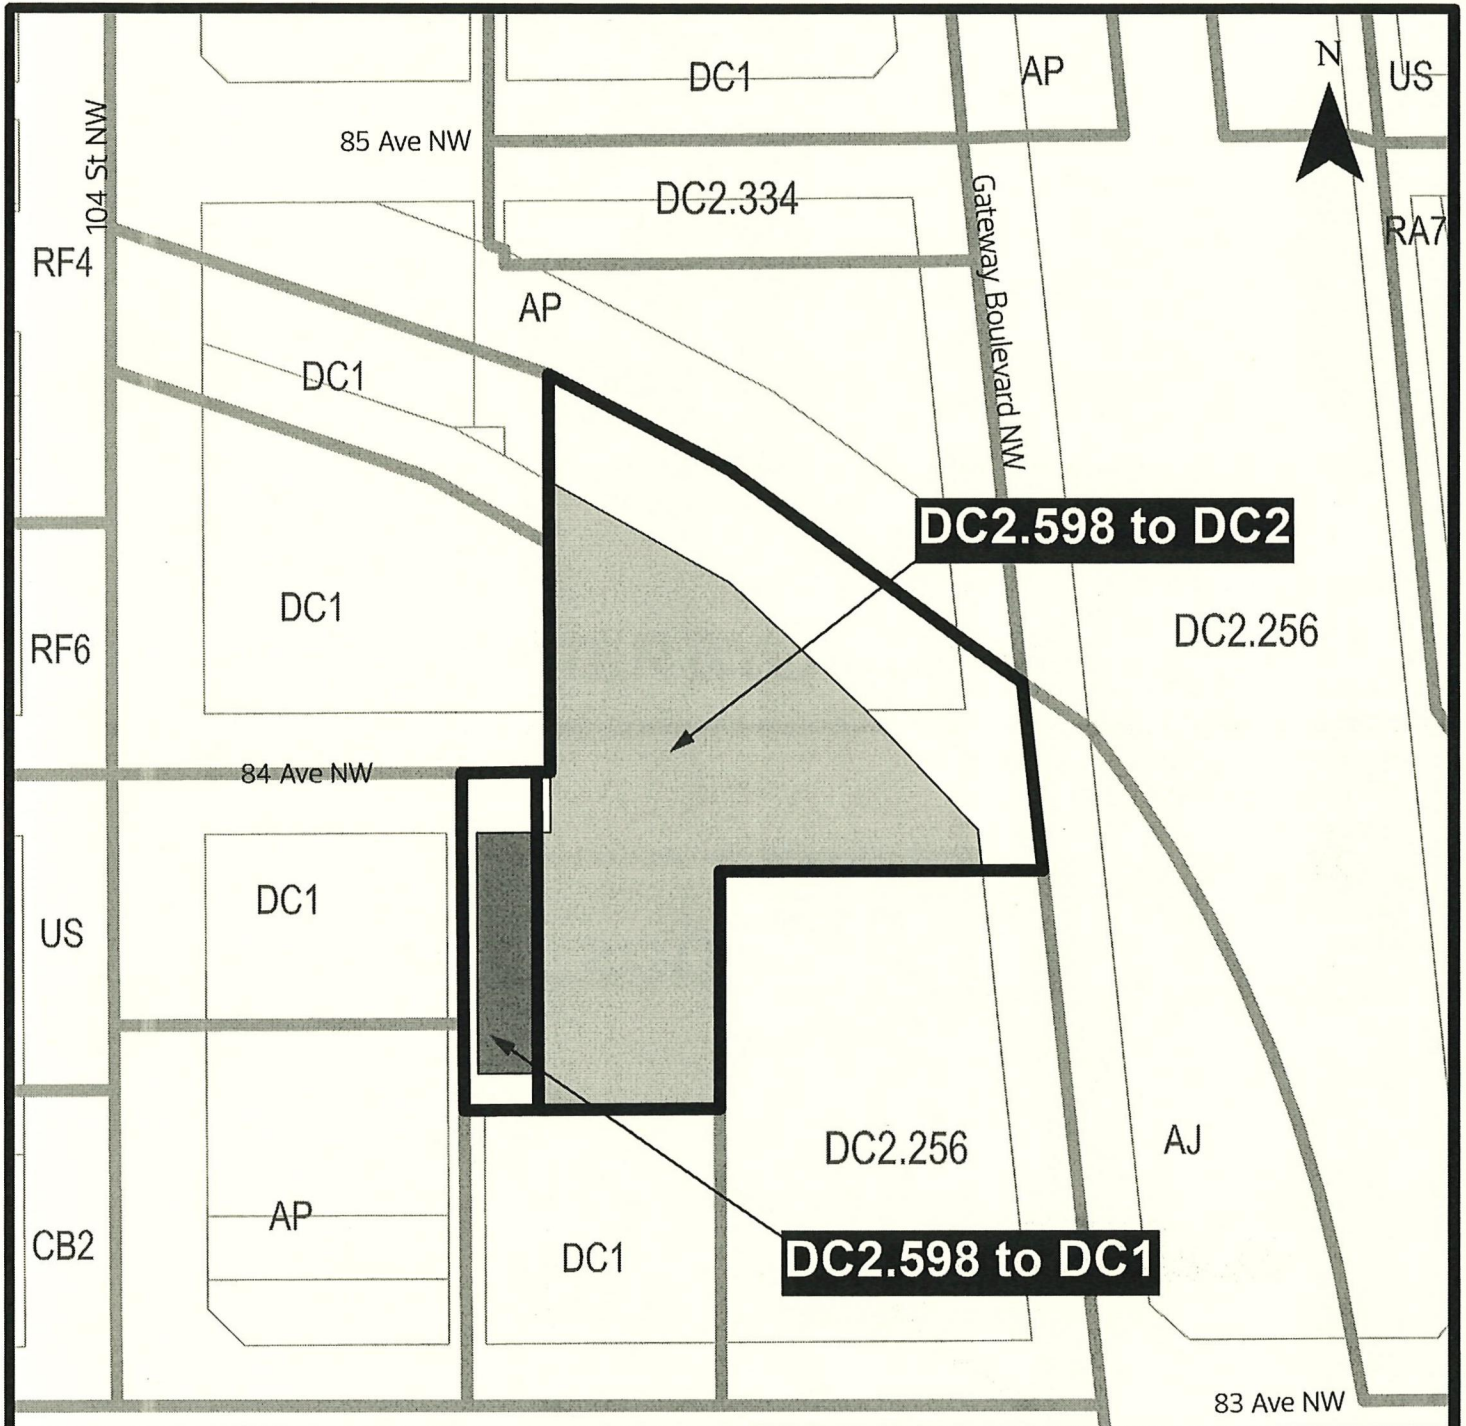 DC1
AP
N
US
104 St NW
85 Ave NW
DC2.334
Gateway Boulevard NW
RA7
RF4
AP
DC1
DC2.598 to DC2
DC1
RF6
DC2.256
84 Ave NW
DC1
US
DC2.256
AJ
AP
CB2
DC1
DC2.598 to DC1
83 Ave NW